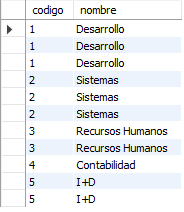 codigo nombre
1 Desarrollo
1 Desarrollo
1 Desarrollo
2 Sistemas
2 Sistemas
2 Sistemas
3 Recursos Humanos
3 Recursos Humanos
4 Contabilidad
5 I+D
5 I+D